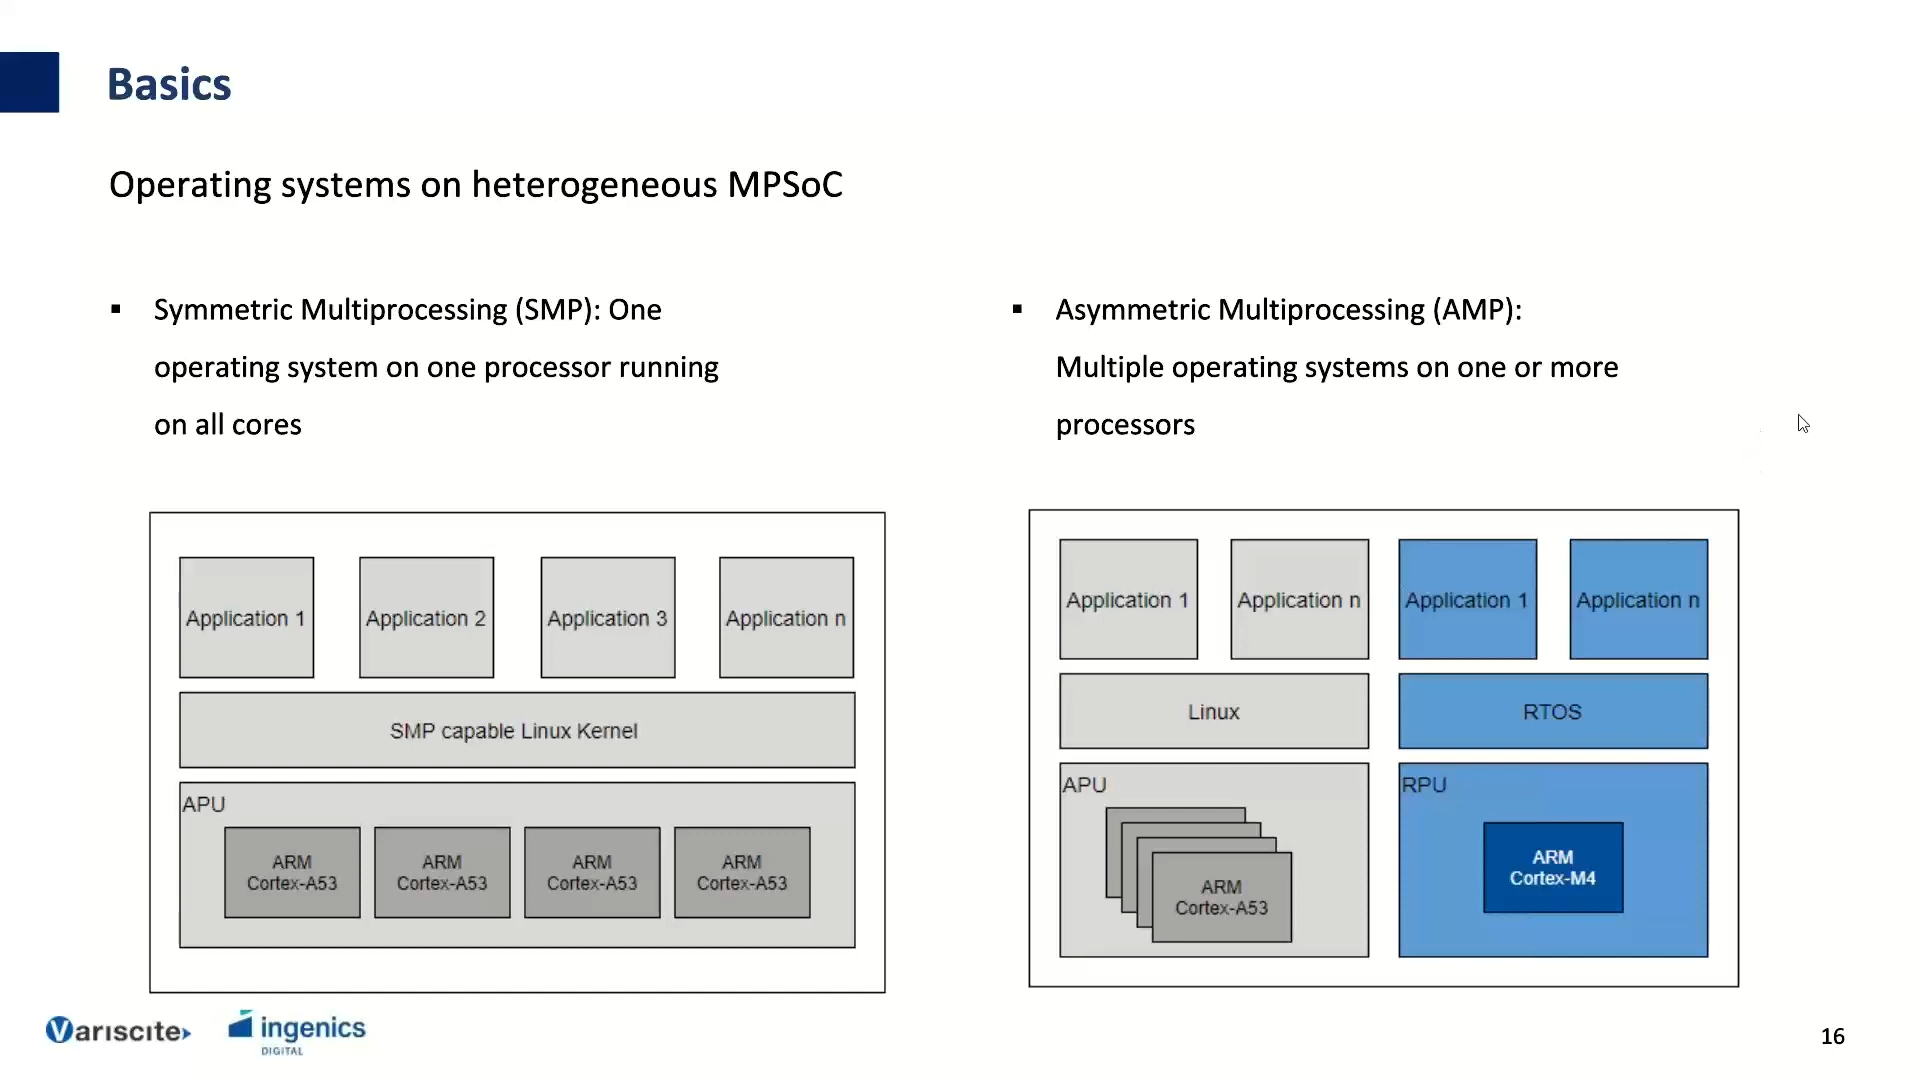 Basics
Operating systems on heterogeneous MPSoC
▪ Symmetric Multiprocessing (SMP): One
operating system on one processor running
on all cores
▪ Asymmetric Multiprocessing (AMP):
Multiple operating systems on one or more
processors
Application 1
Application 2
Application 3
Application n
SMP capable Linux Kernel
APU
ARM
Cortex-A53
ARM
Cortex-A53
ARM
Cortex-A53
ARM
Cortex-A53
Application 1
Application n
Application 1
Application n
Linux
RTOS
APU
ARM
Cortex-A53
RPU
ARM
Cortex-M4
Variscite
ingenics
DIGITAL
16